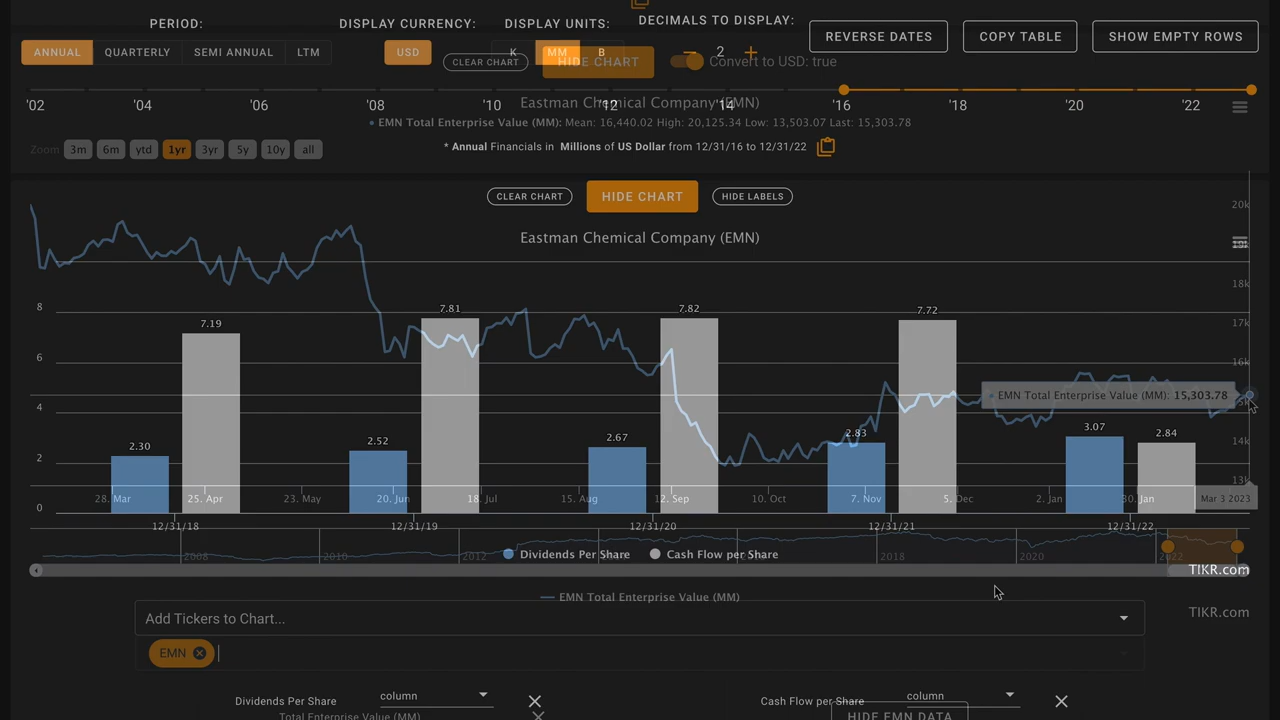 PERIOD: DISPLAY CURRENCY: DISPLAY UNITS: DECIMALS TO DISPLAY:
REVERSE DATES COPY TABLE SHOW EMPTY ROWS
ANNUAL QUARTERLY SEMI ANNUAL LTM USD K MM B 2
CLEAR CHART HIDE CHART Convert to USD: true
'02 '04 '06 '08 '10 '12 '14 '16 '18 '20 '22
Eastman Chemical Company (EMN)
EMN Total Enterprise Value (MM): Mean: 16,440.02 High: 20,125.34 Low: 13,503.07 Last: 15,303.78
Zoom 3m 6m ytd 1yr 3yr 5y 10y all
* Annual Financials in Millions of US Dollar from 12/31/16 to 12/31/22
CLEAR CHART HIDE CHART HIDE LABELS
20k
Eastman Chemical Company (EMN)
19k
18k
8 7.19 7.81 7.82 7.72
17k
6 16k
EMN Total Enterprise Value (MM): 15,303.78
15k
4
2.30 2.52 2.67 2.83 3.07 2.84
14k
2
13k
28. Mar 25. Apr 23. May 20. Jun 18. Jul 15. Aug 12. Sep 10. Oct 7. Nov 5. Dec 2. Jan 30. Jan Mar 3 2023
0
12/31/18 12/31/19 12/31/20 12/31/21 12/31/22
2008 2010 2012 2018 2020 2022
Dividends Per Share Cash Flow per Share
TIKR.com
EMN Total Enterprise Value (MM)
TIKR.com
Add Tickers to Chart...
EMN
Dividends Per Share column Cash Flow per Share column
Total Enterprise Value (MM) HIDE EMN DATA